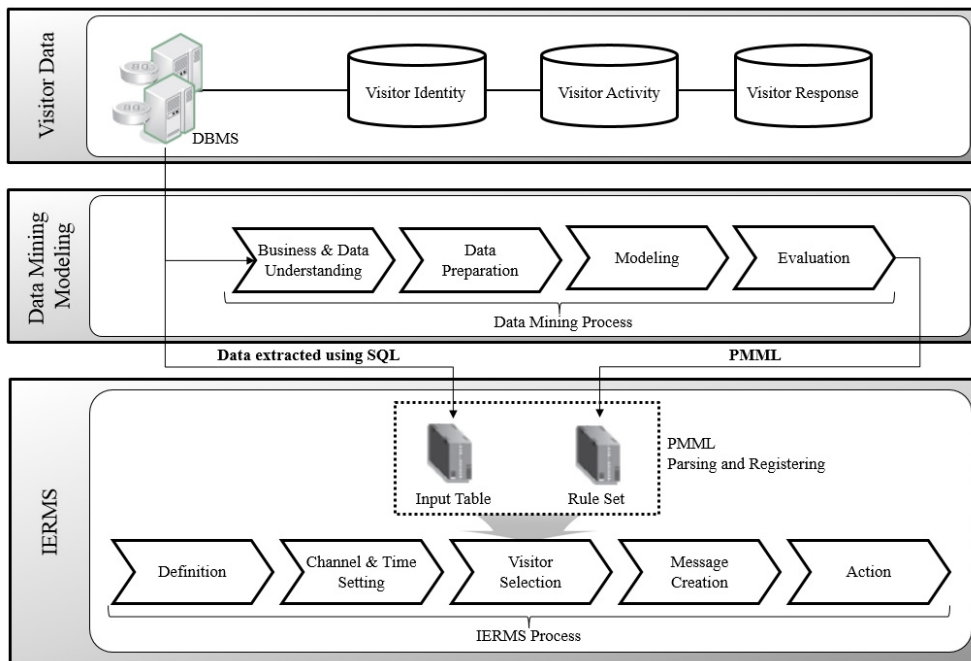 Visitor Data
DBMS
Visitor Identity
Visitor Activity
Visitor Response
Data Mining
Modeling
Business & Data
Understanding
Data
Preparation
Modeling
Evaluation
Data Mining Process
Data extracted using SQL
PMML
IERMS
Input Table
Rule Set
PMML
Parsing and Registering
Definition
Channel & Time
Setting
Visitor
Selection
Message
Creation
Action
IERMS Process